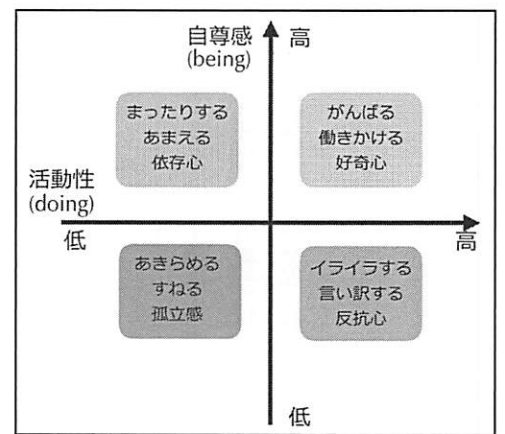 自尊感
(being)
高
まったりする
あまえる
依存心
がんばる
働きかける
好奇心
活動性
(doing)
低
高
あきらめる
すねる
孤立感
イライラする
言い訳する
反抗心
低